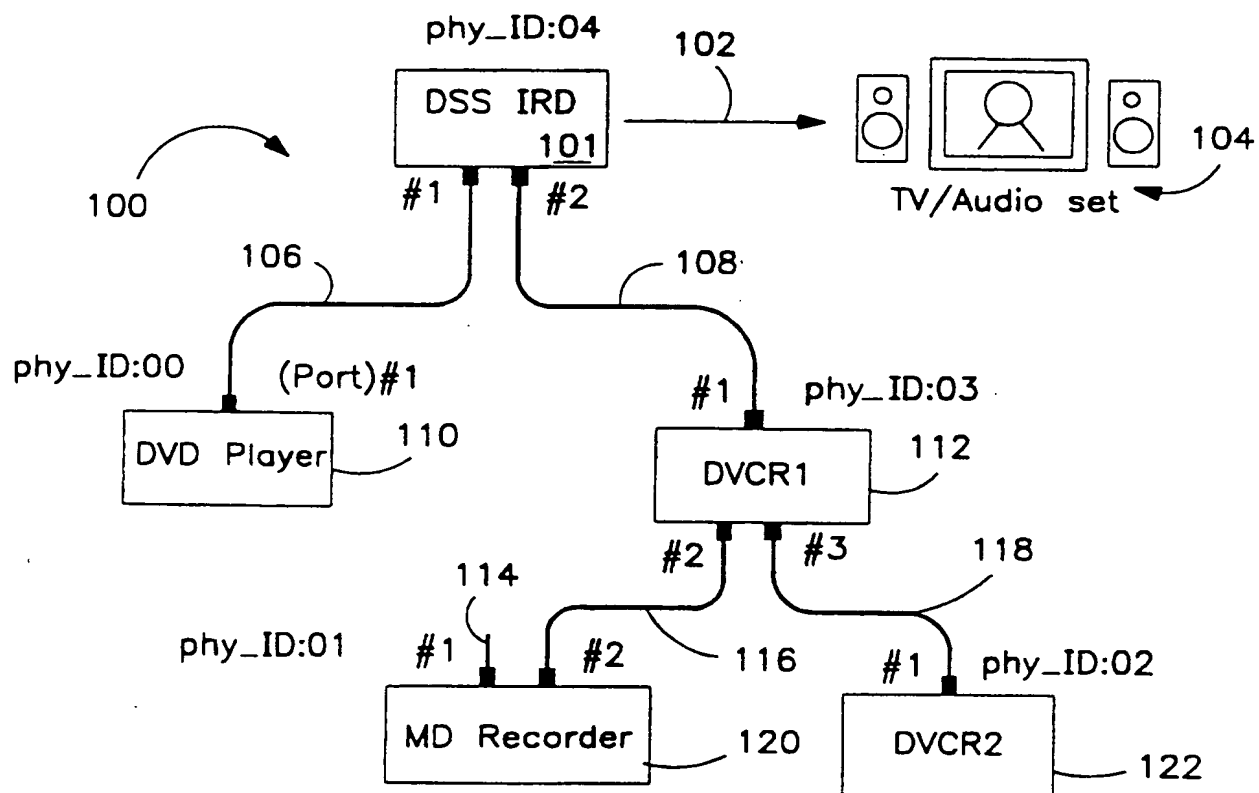 phy_ID:04
102
DSS IRD
101
104
100
#1
#2
TV/Audio set
106
108
phy_ID:00
(Port)#1
#1
phy_ID:03
DVD Player
110
DVCR1
112
#2
#3
114
118
phy_ID:01
#1
#2
116
#1
phy_ID:02
MD Recorder
120
DVCR2
122